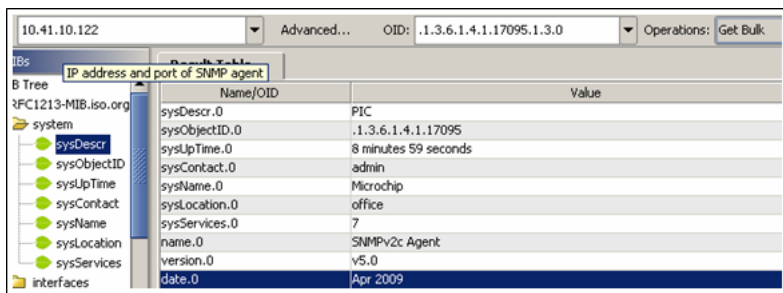 10.41.10.122 Advanced... OID: .1.3.6.1.4.1.17095.1.3.0 Operations: Get Bulk
IBs Result Table
IP address and port of SNMP agent
B Tree
RFC1213-MIB.iso.org
system
sysDescr
sysObjectID
sysUpTime
sysContact
sysName
sysLocation
sysServices
interfaces
Name/OID Value
sysDescr.0 PIC
sysObjectID.0 .1.3.6.1.4.1.17095
sysUpTime.0 8 minutes 59 seconds
sysContact.0 admin
sysName.0 Microchip
sysLocation.0 office
sysServices.0 7
name.0 SNMPv2c Agent
version.0 v5.0
date.0 Apr 2009